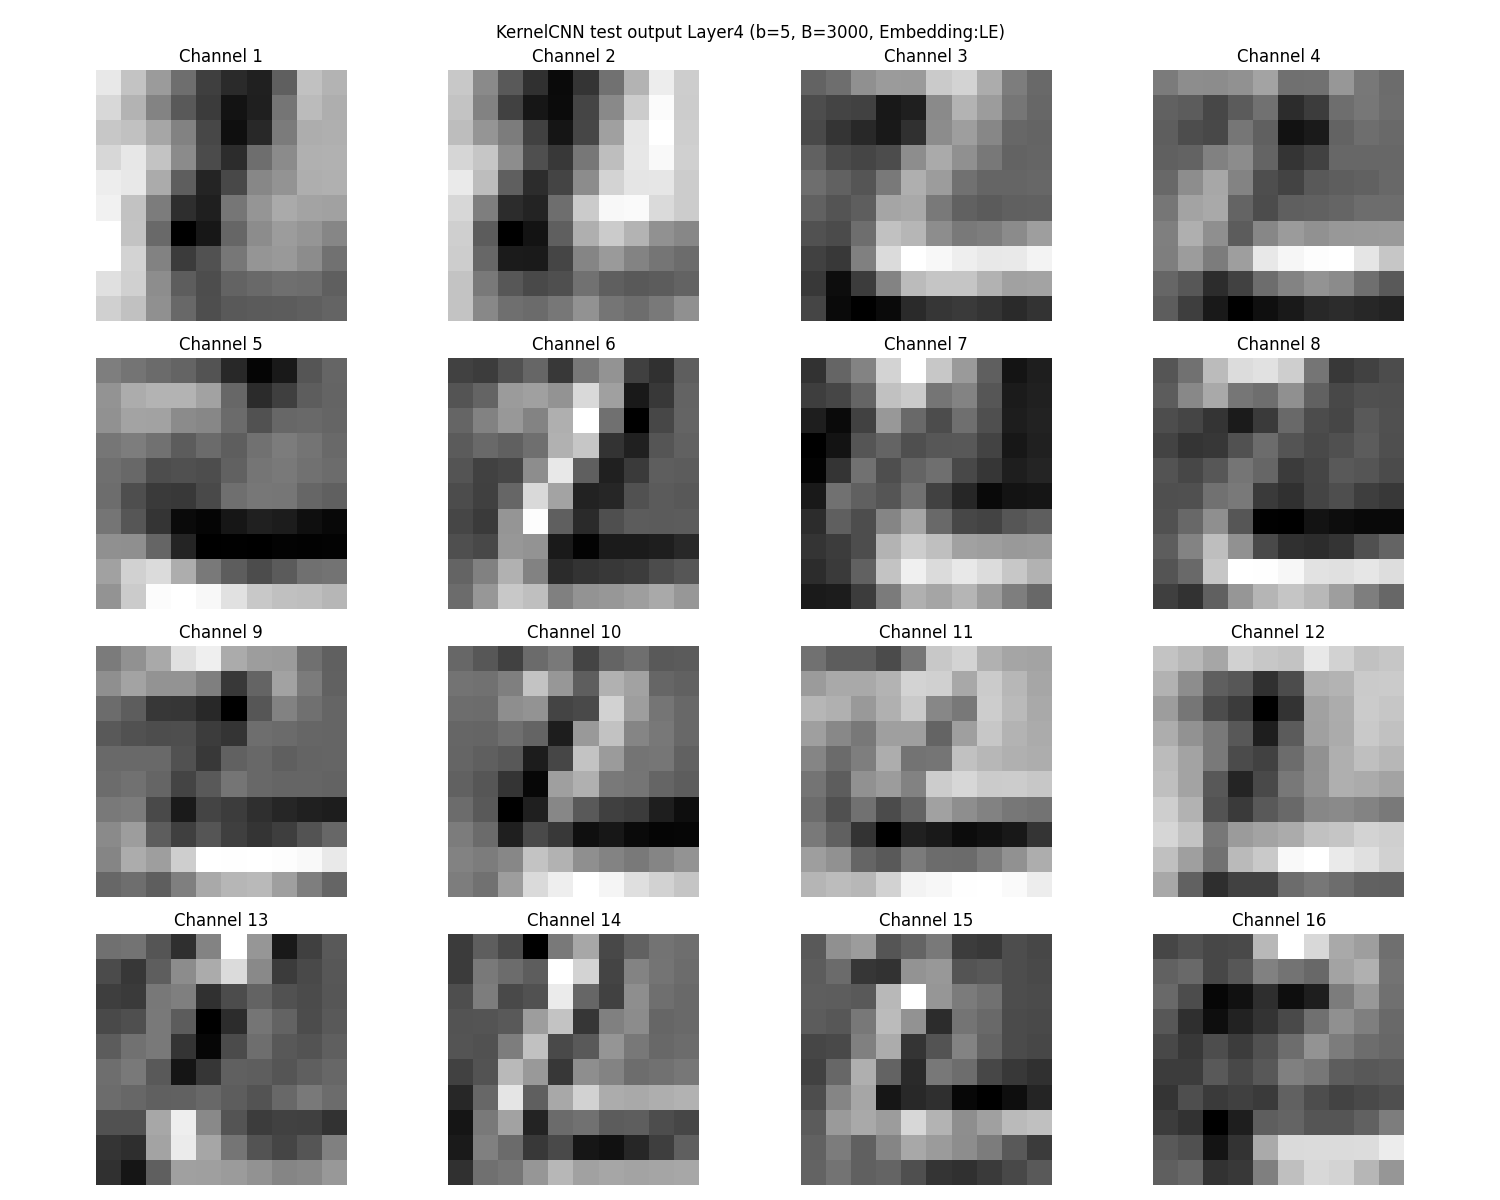 KernelCNN test output Layer4 (b=5, B=3000, Embedding:LE)
Channel 1 Channel 2 Channel 3 Channel 4
Channel 5 Channel 6 Channel 7 Channel 8
Channel 9 Channel 10 Channel 11 Channel 12
Channel 13 Channel 14 Channel 15 Channel 16